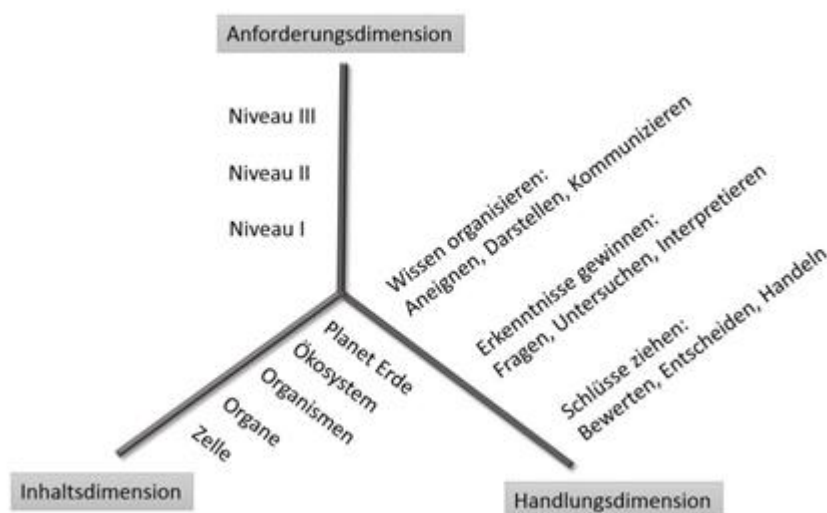 Anforderungsdimension
Niveau III
Niveau II
Niveau I
Wissen organisieren:
Aneignen, Darstellen, Kommunizieren
Erkenntnisse gewinnen:
Fragen, Untersuchen, Interpretieren
Schlüsse ziehen:
Bewerten, Entscheiden, Handeln
Planet Erde
Ökosystem
Organismen
Organe
Zelle
Inhaltsdimension
Handlungsdimension